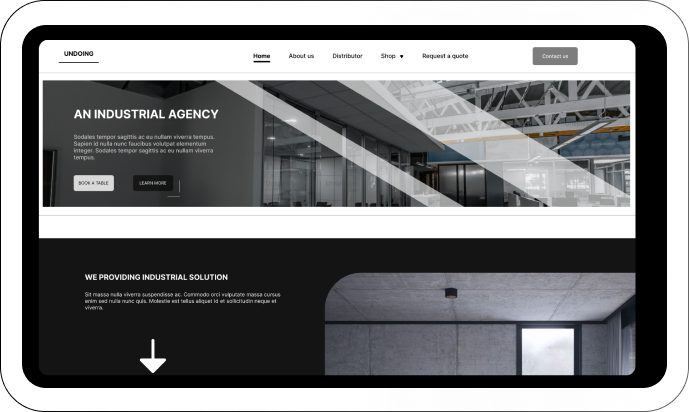 UNDOING
Home About us Distributor Shop Request a quote Contact us
AN INDUSTRIAL AGENCY
Sodales tempor sagittis ac eu nullam viverra tempus.
Sapien id nulla nunc faucibus volutpat elementum
integer. Sodales tempor sagittis ac eu nullam viverra
tempus.
BOOK A TABLE LEARN MORE
WE PROVIDING INDUSTRIAL SOLUTION
Sit massa nulla viverra suspendisse ac. Commodo orci vulputate massa cursus
enim sed nulla nunc quis. Molestie est tellus aliquet id et sollicitudin neque et
viverra.